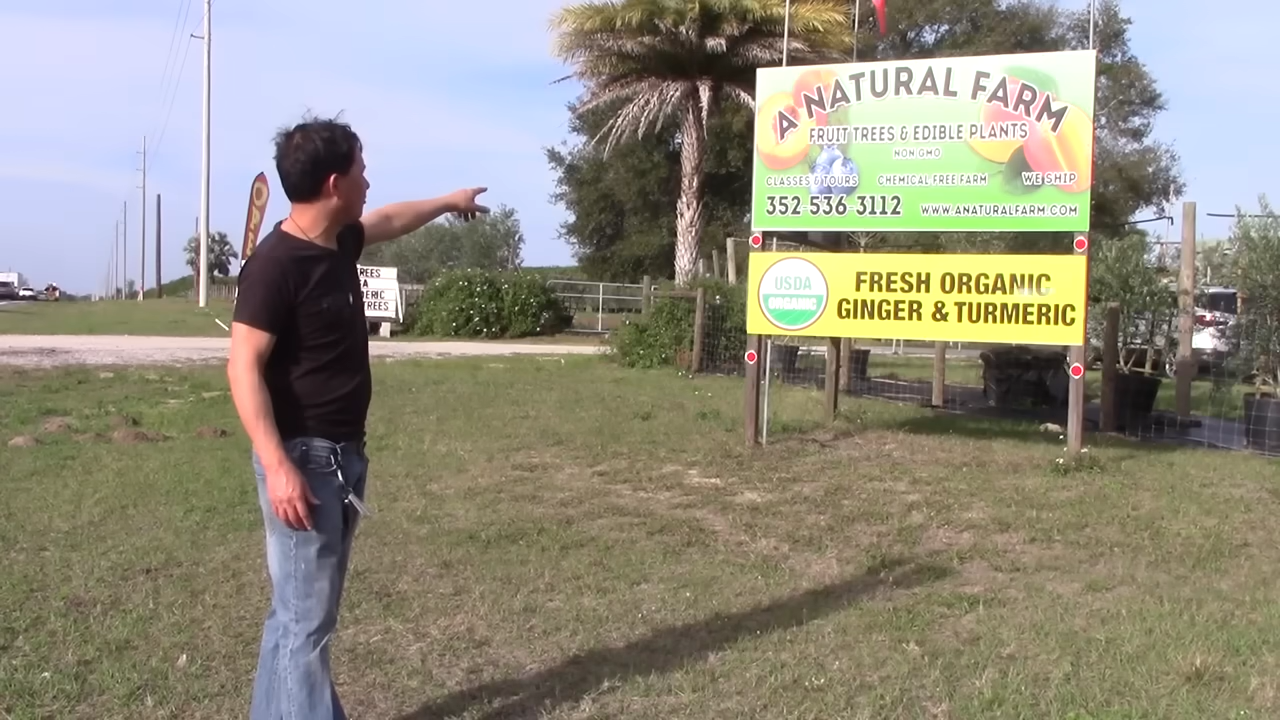 A NATURAL FARM
FRUIT TREES & EDIBLE PLANTS
NON GMO
CLASSES & TOURS
CHEMICAL FREE FARM
WE SHIP
352-536-3112
WWW.ANATURALFARM.COM
USDA
ORGANIC
FRESH ORGANIC
GINGER & TURMERIC
TREES
TREES